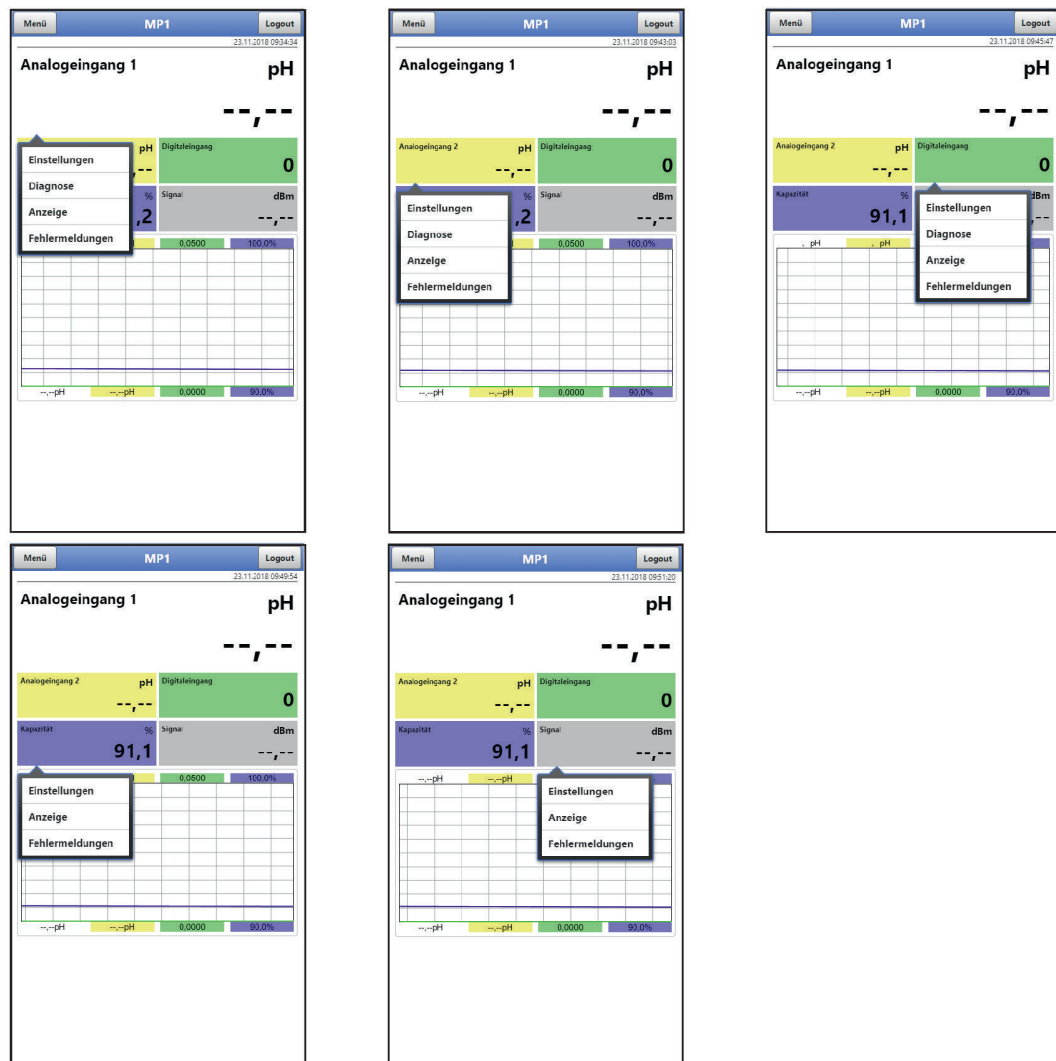 Menü MP1 Logout
23.11.2018 09:34:34
Analogeingang 1 pH
--,--
pH Digitaleingang
,-- 0
% Signal dBm
,2 --,--
Einstellungen
Diagnose
Anzeige
Fehlermeldungen
0,0500 100,0%
--,--pH --,--pH 0,0000 90,0%
Menü MP1 Logout
23.11.2018 09:43:03
Analogeingang 1 pH
--,--
Analogeingang 2 pH Digitaleingang
--,-- 0
% Signal dBm
,2 --,--
Einstellungen
Diagnose
Anzeige
Fehlermeldungen
0,0500 100,0%
--,--pH --,--pH 0,0000 90,0%
Menü MP1 Logout
23.11.2018 09:45:47
Analogeingang 1 pH
--,--
Analogeingang 2 pH Digitaleingang
--,-- 0
Kapazität % dBm
91,1 ,--
Einstellungen
Diagnose
Anzeige
Fehlermeldungen
, pH , pH
--,--pH --,--pH 0,0000 90,0%
Menü MP1 Logout
23.11.2018 09:49:54
Analogeingang 1 pH
--,--
Analogeingang 2 pH Digitaleingang
--,-- 0
Kapazität % Signal dBm
91,1 --,--
0,0500 100,0%
Einstellungen
Anzeige
Fehlermeldungen
--,--pH --,--pH 0,0000 90,0%
Menü MP1 Logout
23.11.2018 09:51:20
Analogeingang 1 pH
--,--
Analogeingang 2 pH Digitaleingang
--,-- 0
Kapazität % Signal dBm
91,1 --,--
--,--pH --,--pH
Einstellungen
Anzeige
Fehlermeldungen
--,--pH --,--pH 0,0000 90,0%